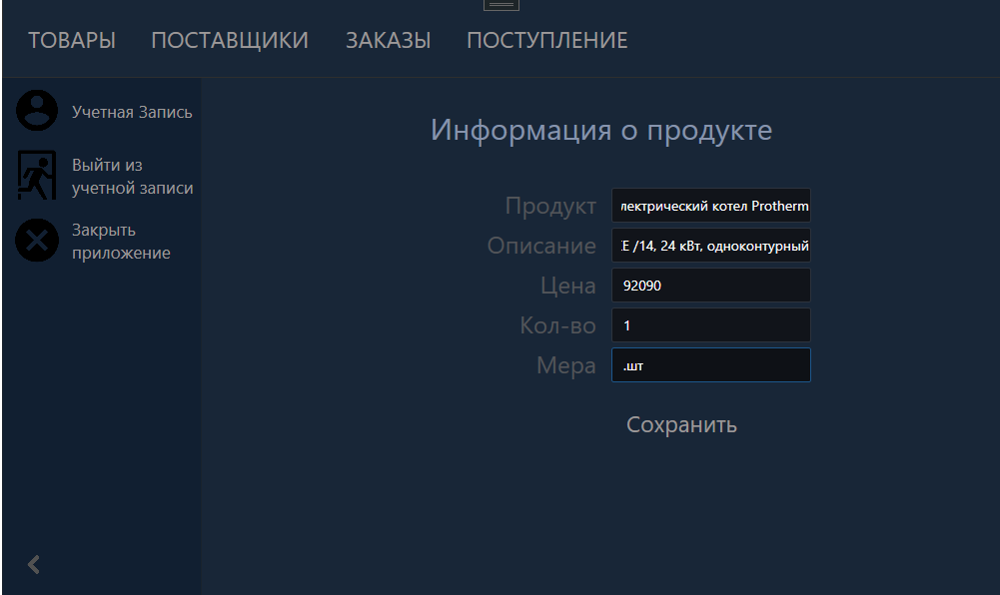 ТОВАРЫ ПОСТАВЩИКИ ЗАКАЗЫ ПОСТУПЛЕНИЕ
Учетная Запись
Выйти из
учетной записи
Закрыть
приложение
Информация о продукте
Продукт лектрический котел Protherm
Описание E /14, 24 кВт, одноконтурный
Цена 92090
Кол-во 1
Мера .шт
Сохранить